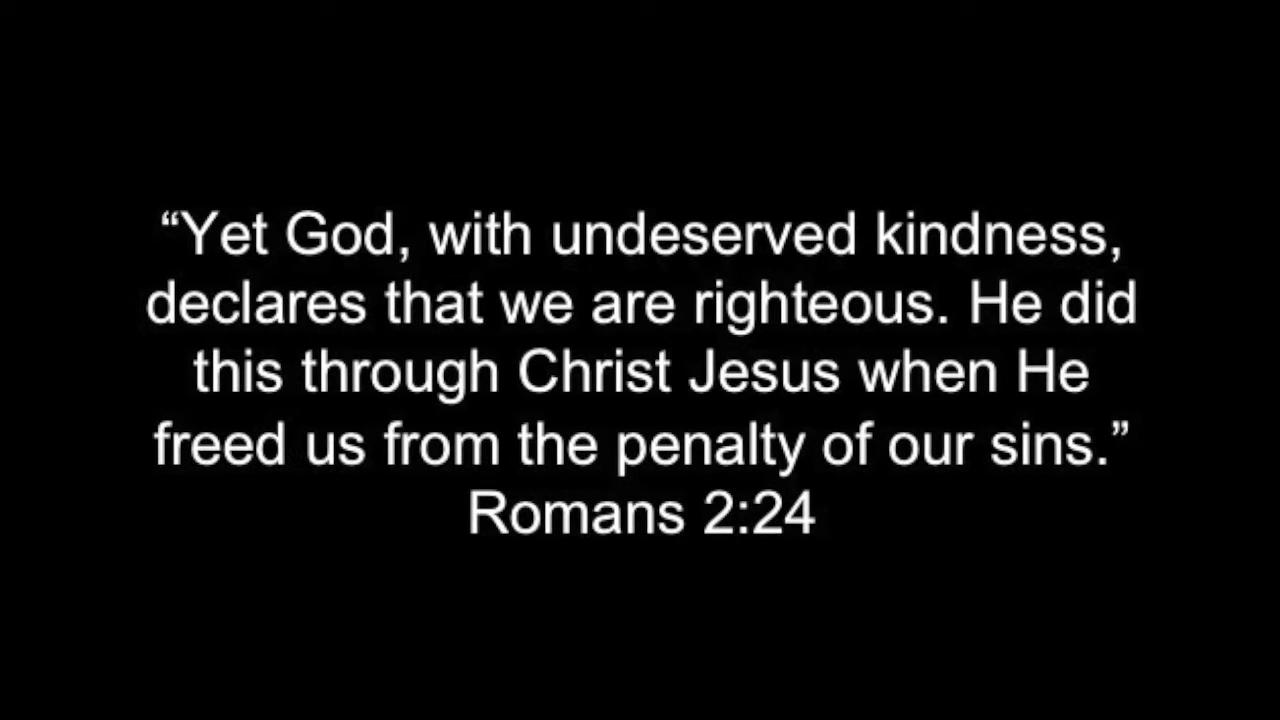 “Yet God, with undeserved kindness,
declares that we are righteous. He did
this through Christ Jesus when He
freed us from the penalty of our sins.”
Romans 2:24